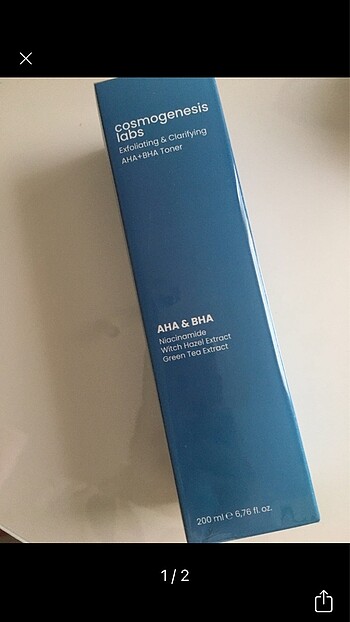 cosmogenesis
labs
Exfoliating & Clarifying
AHA+BHA Toner
AHA & BHA
Niacinamide
Witch Hazel Extract
Green Tea Extract
200 ml ℮ 6,76 fl. oz.
1/2